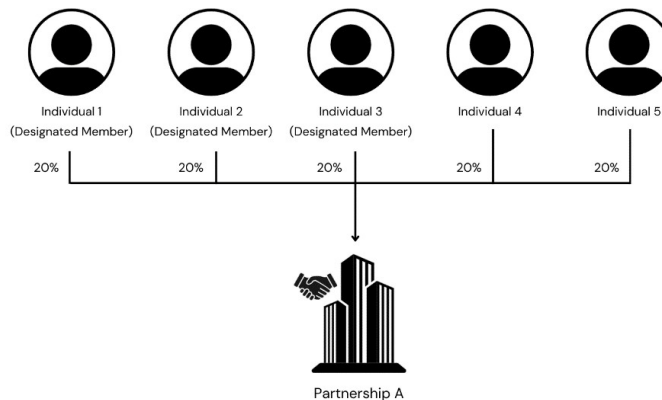 Individual 1
(Designated Member)
Individual 2
(Designated Member)
Individual 3
(Designated Member)
Individual 4
Individual 5
20%
20%
20%
20%
20%
Partnership A